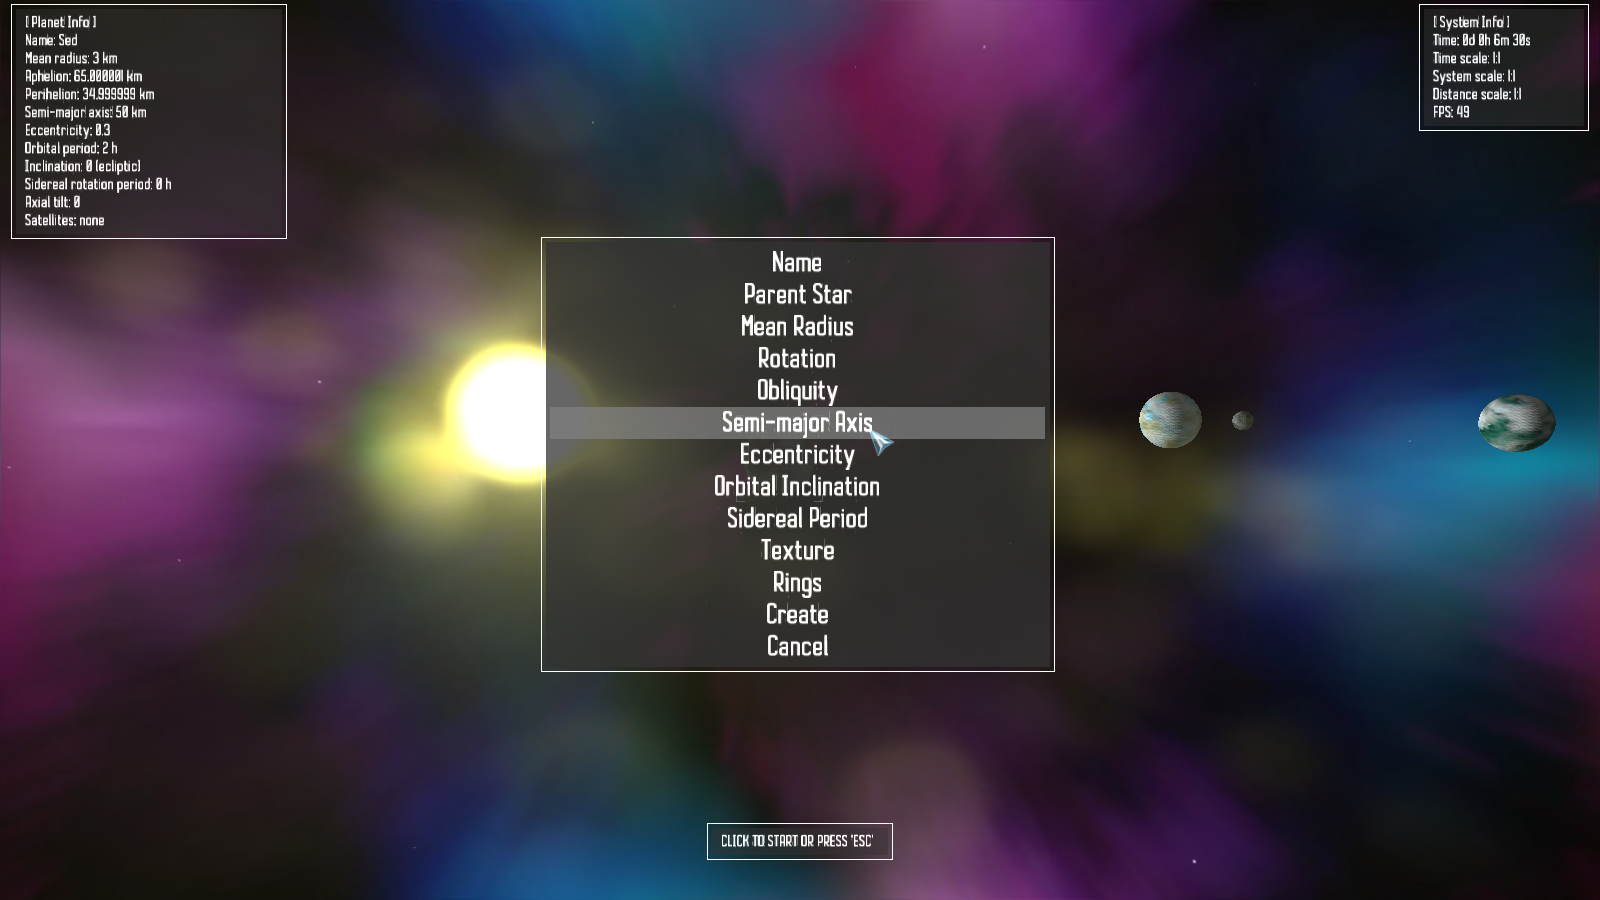 [ Planet Info ]
Name: Sed
Mean radius: 3 km
Aphelion: 65.000001 km
Perihelion: 34.999999 km
Semi-major axis: 50 km
Eccentricity: 0.3
Orbital period: 2 h
Inclination: 0 (ecliptic)
Sidereal rotation period: 0 h
Axial tilt: 0
Satellites: none
[ System Info ]
Time: 0d 0h 6m 30s
Time scale: 1:1
System scale: 1:1
Distance scale: 1:1
FPS: 49
Name
Parent Star
Mean Radius
Rotation
Obliquity
Semi-major Axis
Eccentricity
Orbital Inclination
Sidereal Period
Texture
Rings
Create
Cancel
CLICK TO START OR PRESS 'ESC'